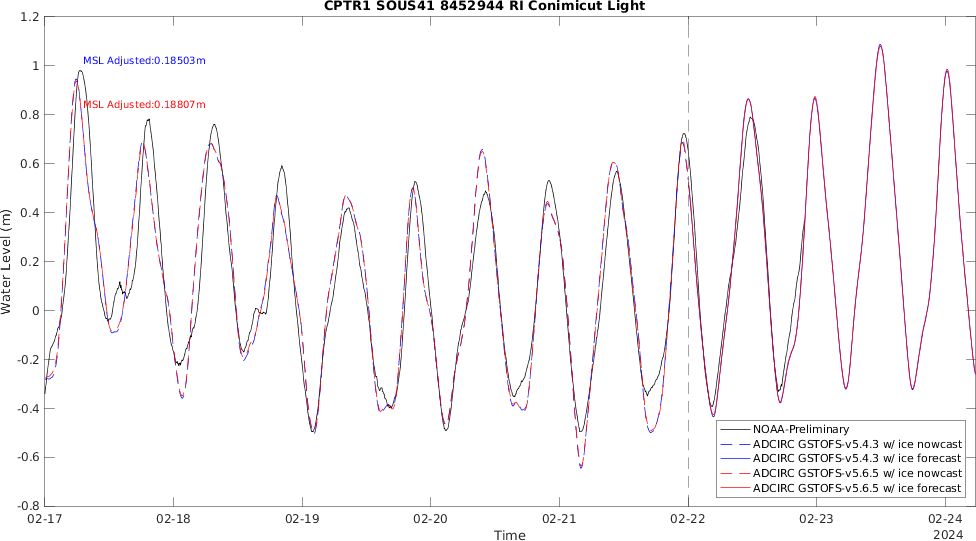 CPTR1 SOUS41 8452944 RI Conimicut Light
1.2
1
0.8
0.6
0.4
0.2
0
-0.2
-0.4
-0.6
-0.8
Water Level (m)
MSL Adjusted:0.18503m
MSL Adjusted:0.18807m
NOAA-Preliminary
ADCIRC GSTOFS-v5.4.3 w/ ice nowcast
ADCIRC GSTOFS-v5.4.3 w/ ice forecast
ADCIRC GSTOFS-v5.6.5 w/ ice nowcast
ADCIRC GSTOFS-v5.6.5 w/ ice forecast
02-17 02-18 02-19 02-20 02-21 02-22 02-23 02-24
Time
2024